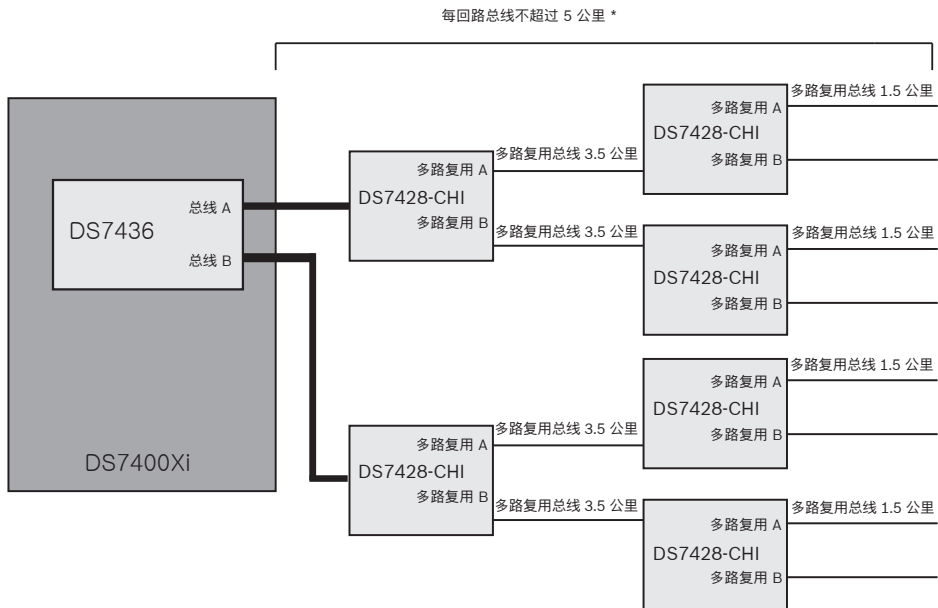 每回路总线不超过 5 公里 *
DS7400Xi
DS7436
总线 A
总线 B
多路复用 A
DS7428-CHI
多路复用 B
多路复用总线 3.5 公里
多路复用总线 3.5 公里
多路复用 A
DS7428-CHI
多路复用 B
多路复用总线 1.5 公里
多路复用 A
DS7428-CHI
多路复用 B
多路复用总线 1.5 公里
多路复用 A
DS7428-CHI
多路复用 B
多路复用总线 3.5 公里
多路复用总线 3.5 公里
多路复用 A
DS7428-CHI
多路复用 B
多路复用总线 1.5 公里
多路复用 A
DS7428-CHI
多路复用 B
多路复用总线 1.5 公里